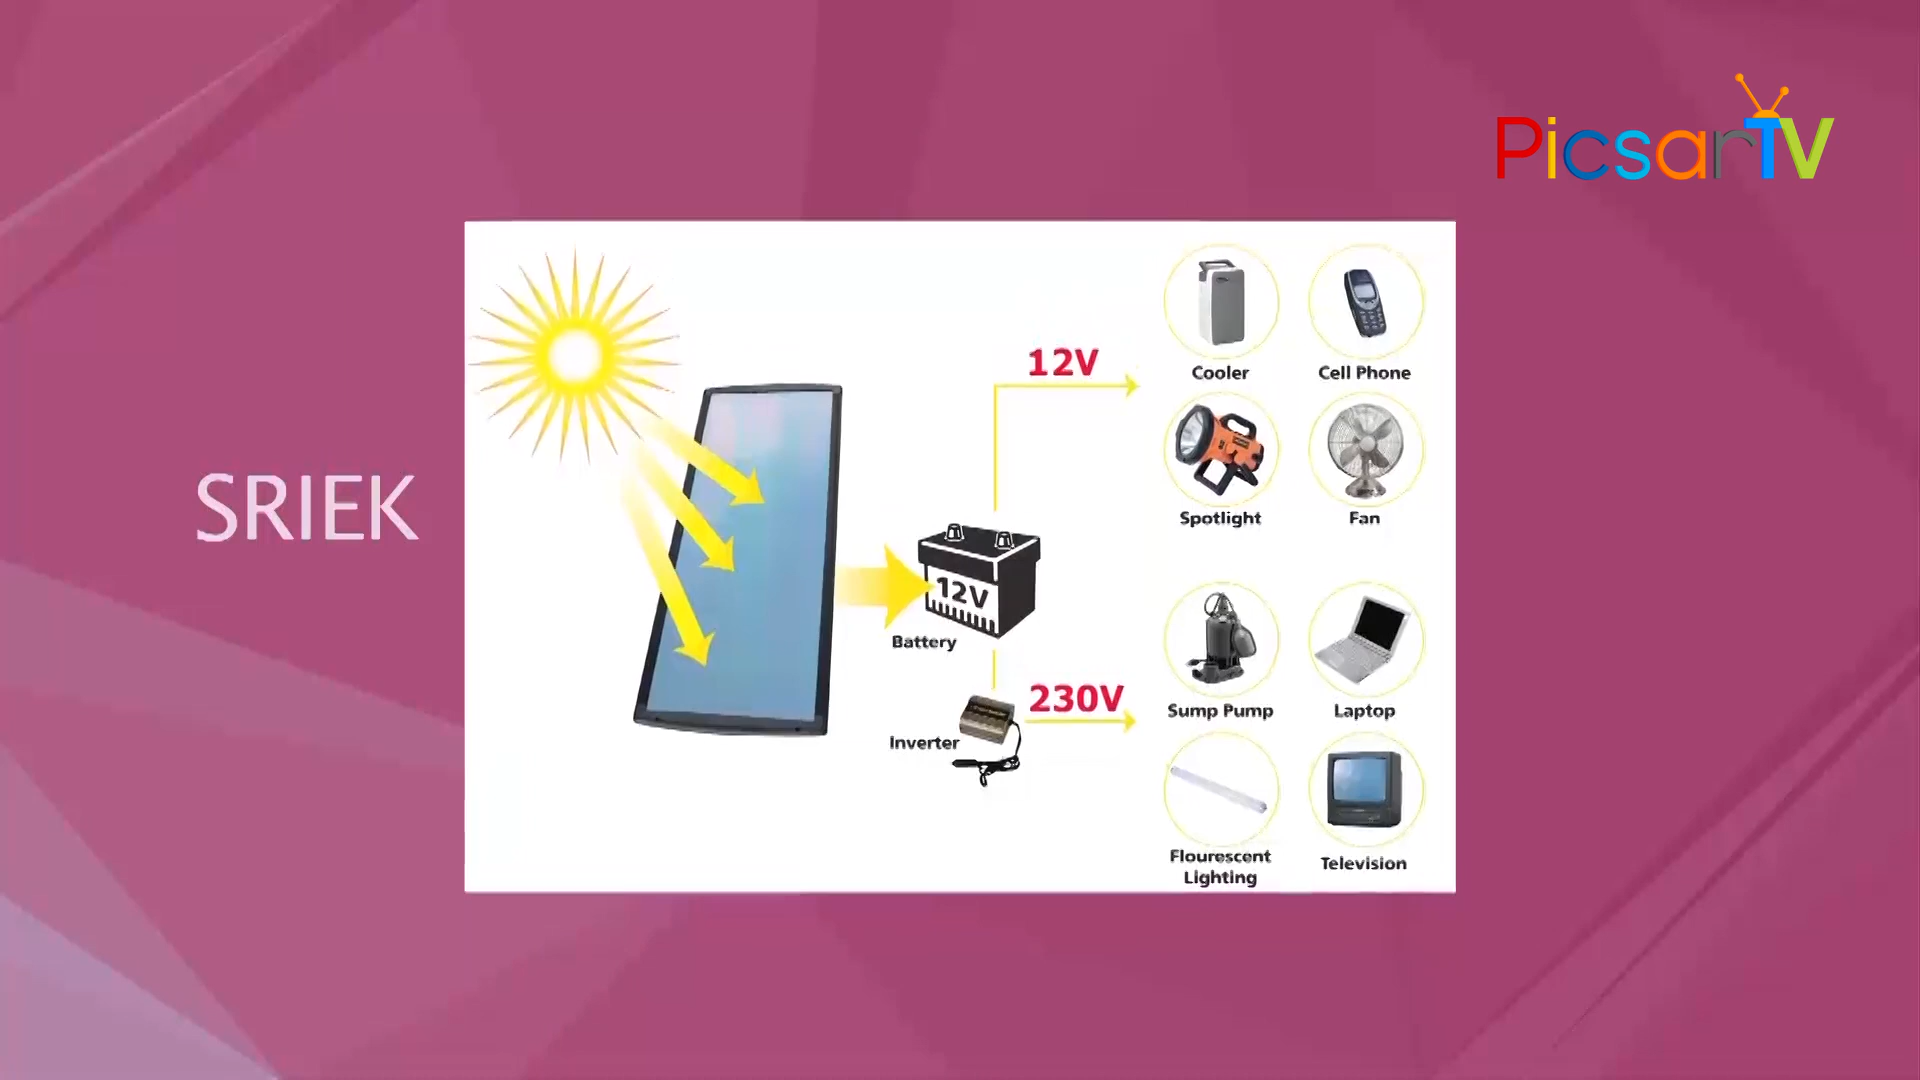 PicsarTV
SRIEK
12V
Cooler
Cell Phone
Spotlight
Fan
12V
Battery
230V
Inverter
Sump Pump
Laptop
Flourescent
Lighting
Television